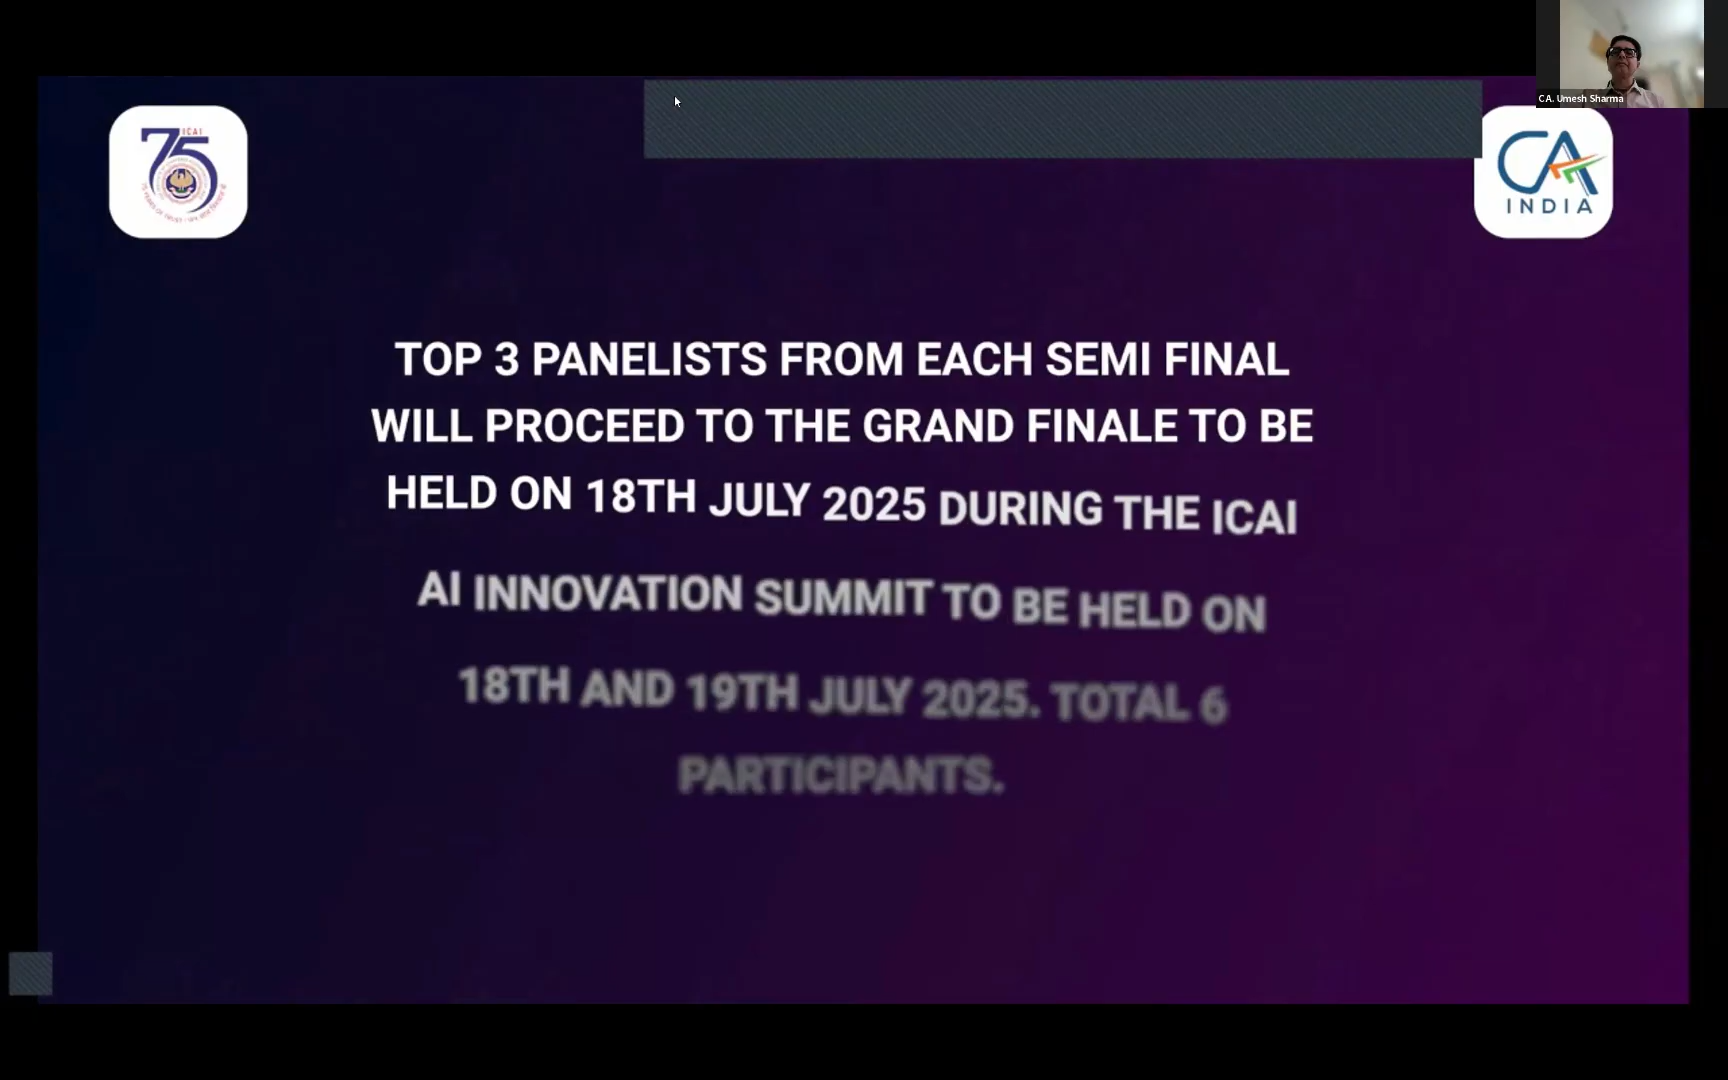 CA. Umesh Sharma
75
ICAI
CA
INDIA
TOP 3 PANELISTS FROM EACH SEMI FINAL
WILL PROCEED TO THE GRAND FINALE TO BE
HELD ON 18TH JULY 2025 DURING THE ICAI
AI INNOVATION SUMMIT TO BE HELD ON
18TH AND 19TH JULY 2025. TOTAL 6
PARTICIPANTS.